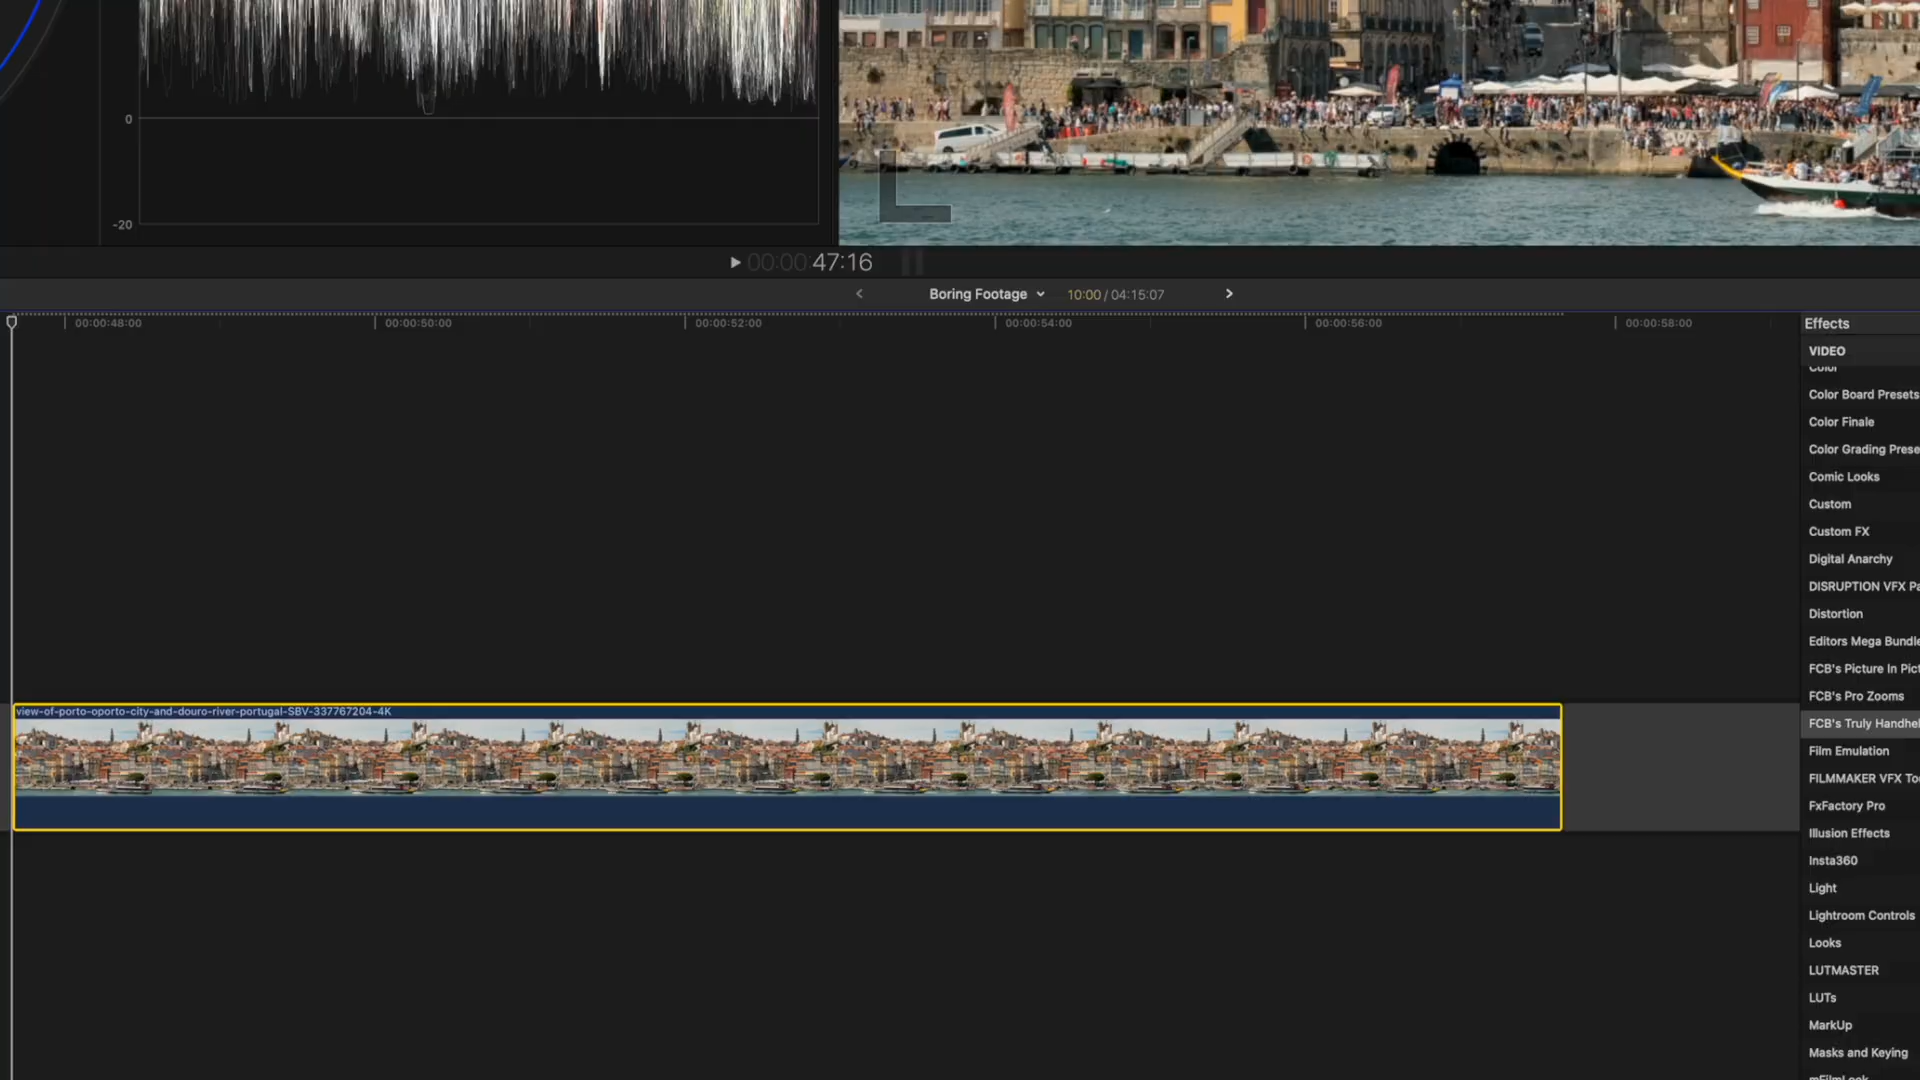 0
-20
00:00:47:16
Boring Footage
10:00 / 04:15:07
00:00:48:00
00:00:50:00
00:00:52:00
00:00:54:00
00:00:56:00
00:00:58:00
Effects
VIDEO
Color
Color Board Presets
Color Finale
Color Grading Prese
Comic Looks
Custom
Custom FX
Digital Anarchy
DISRUPTION VFX Pa
Distortion
Editors Mega Bundle
FCB's Picture In Pict
FCB's Pro Zooms
FCB's Truly Handhel
Film Emulation
FILMMAKER VFX Too
FxFactory Pro
Illusion Effects
Insta360
Light
Lightroom Controls
Looks
LUTMASTER
LUTs
MarkUp
Masks and Keying
mFilmLook
view-of-porto-oporto-city-and-douro-river-portugal-SBV-337767204-4K